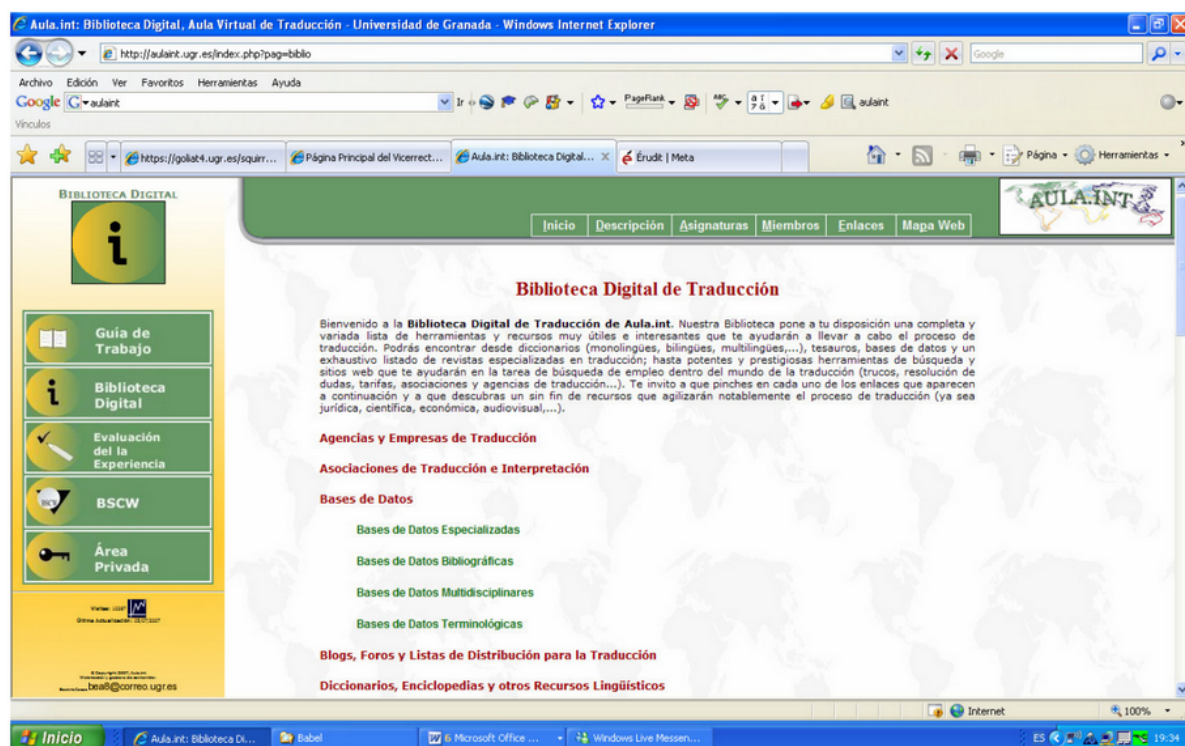 Aula.int: Biblioteca Digital, Aula Virtual de Traducción - Universidad de Granada - Windows Internet Explorer
http://aulaint.ugr.es/index.php?pag=biblio
Google
Archivo Edición Ver Favoritos Herramientas Ayuda
Google aulaint Ir PageRank aulaint
Vínculos
https://goliat4.ugr.es/squirr... Página Principal del Vicerrect... Aula.int: Biblioteca Digital... Érudit | Meta Página Herramientas
BIBLIOTECA DIGITAL
AULA.INT
Inicio Descripción Asignaturas Miembros Enlaces Mapa Web
Guía de
Trabajo
Biblioteca
Digital
Evaluación
del la
Experiencia
BSCW
Área
Privada
bea8@correo.ugr.es
Biblioteca Digital de Traducción
Bienvenido a la Biblioteca Digital de Traducción de Aula.int. Nuestra Biblioteca pone a tu disposición una completa y
variada lista de herramientas y recursos muy útiles e interesantes que te ayudarán a llevar a cabo el proceso de
traducción. Podrás encontrar desde diccionarios (monolingües, bilingües, multilingües,...), tesauros, bases de datos y un
exhaustivo listado de revistas especializadas en traducción; hasta potentes y prestigiosas herramientas de búsqueda y
sitios web que te ayudarán en la tarea de búsqueda de empleo dentro del mundo de la traducción (trucos, resolución de
dudas, tarifas, asociaciones y agencias de traducción...). Te invito a que pinches en cada uno de los enlaces que aparecen
a continuación y a que descubras un sin fin de recursos que agilizarán notablemente el proceso de traducción (ya sea
jurídica, científica, económica, audiovisual,...).
Agencias y Empresas de Traducción
Asociaciones de Traducción e Interpretación
Bases de Datos
Bases de Datos Especializadas
Bases de Datos Bibliográficas
Bases de Datos Multidisciplinares
Bases de Datos Terminológicas
Blogs, Foros y Listas de Distribución para la Traducción
Diccionarios, Enciclopedias y otros Recursos Lingüísticos
Internet 100%
Inicio Aula.int: Biblioteca Di... Babel 6 Microsoft Office ... Windows Live Messen... ES 19:34